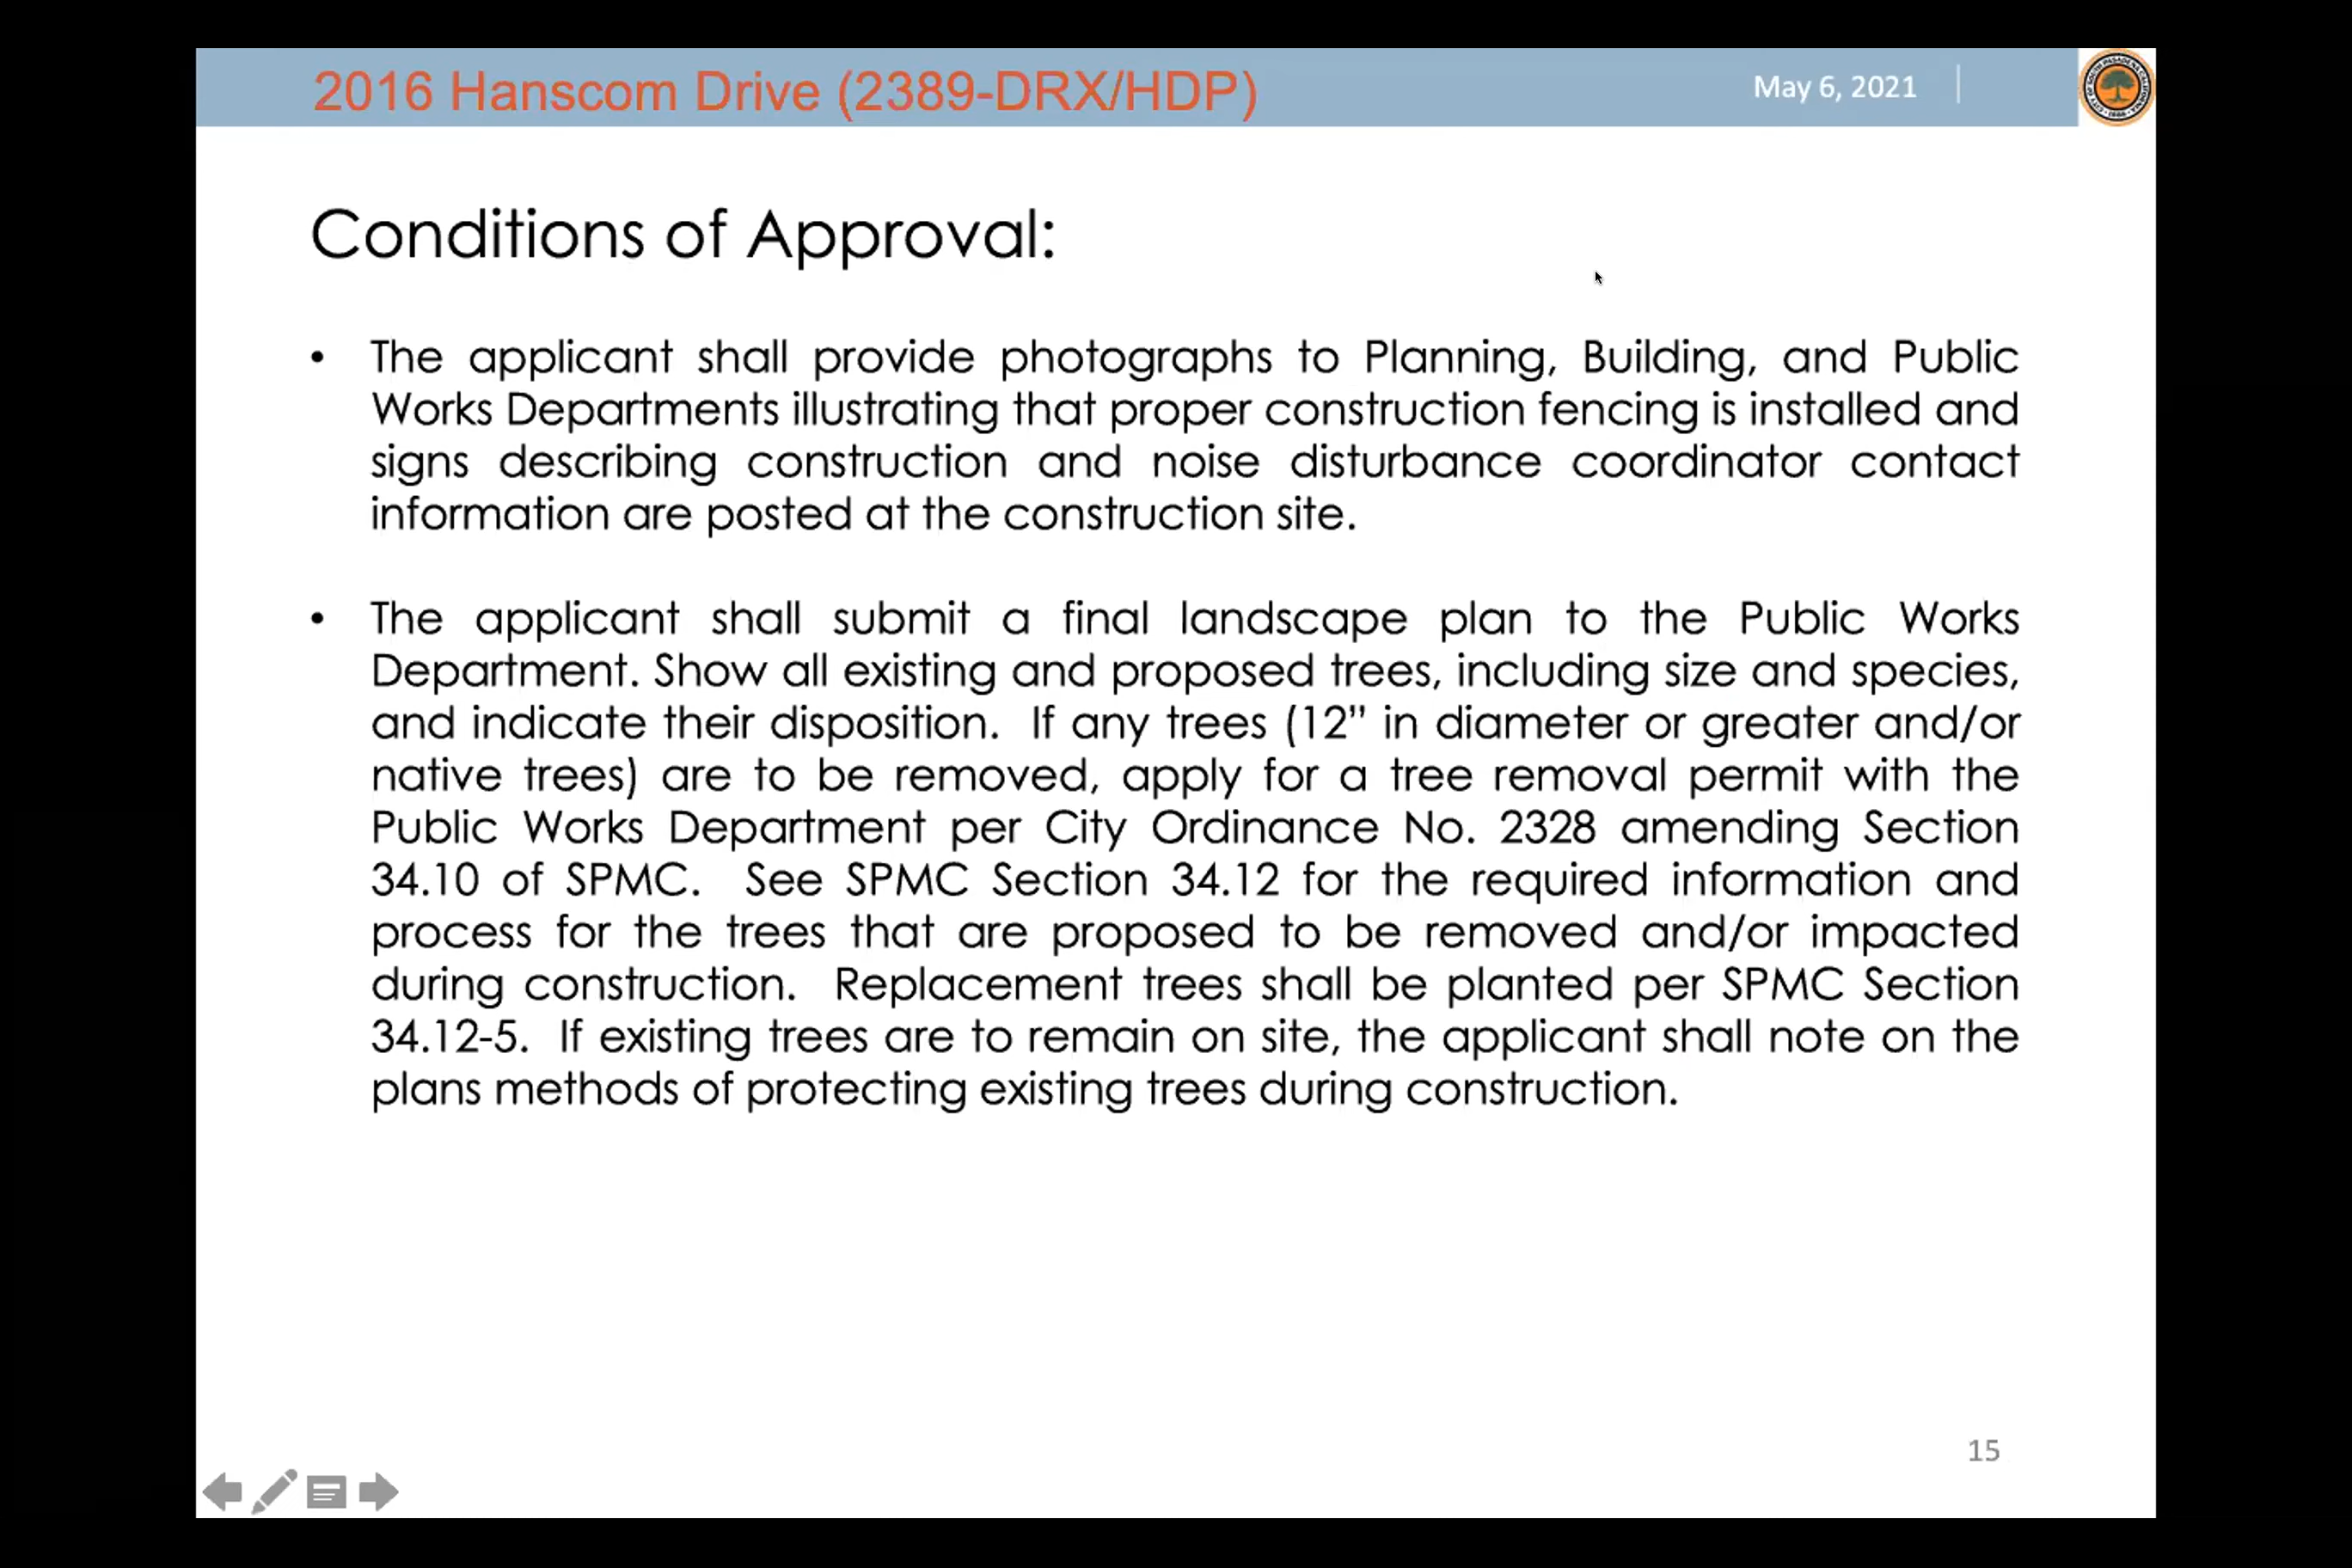 2016 Hanscom Drive (2389-DRX/HDP)
May 6, 2021
Conditions of Approval:
• The applicant shall provide photographs to Planning, Building, and Public
Works Departments illustrating that proper construction fencing is installed and
signs describing construction and noise disturbance coordinator contact
information are posted at the construction site.
• The applicant shall submit a final landscape plan to the Public Works
Department. Show all existing and proposed trees, including size and species,
and indicate their disposition.  If any trees (12” in diameter or greater and/or
native trees) are to be removed, apply for a tree removal permit with the
Public Works Department per City Ordinance No. 2328 amending Section
34.10 of SPMC.  See SPMC Section 34.12 for the required information and
process for the trees that are proposed to be removed and/or impacted
during construction.  Replacement trees shall be planted per SPMC Section
34.12-5.  If existing trees are to remain on site, the applicant shall note on the
plans methods of protecting existing trees during construction.
15